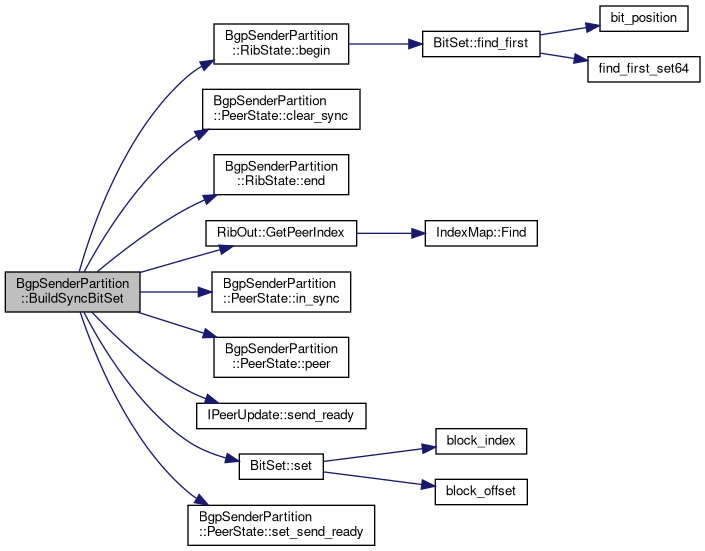 BgpSenderPartition
::BuildSyncBitSet
BgpSenderPartition
::RibState::begin
BitSet::find_first
bit_position
find_first_set64
BgpSenderPartition
::PeerState::clear_sync
BgpSenderPartition
::RibState::end
RibOut::GetPeerIndex
IndexMap::Find
BgpSenderPartition
::PeerState::in_sync
BgpSenderPartition
::PeerState::peer
IPeerUpdate::send_ready
BitSet::set
block_index
block_offset
BgpSenderPartition
::PeerState::set_send_ready